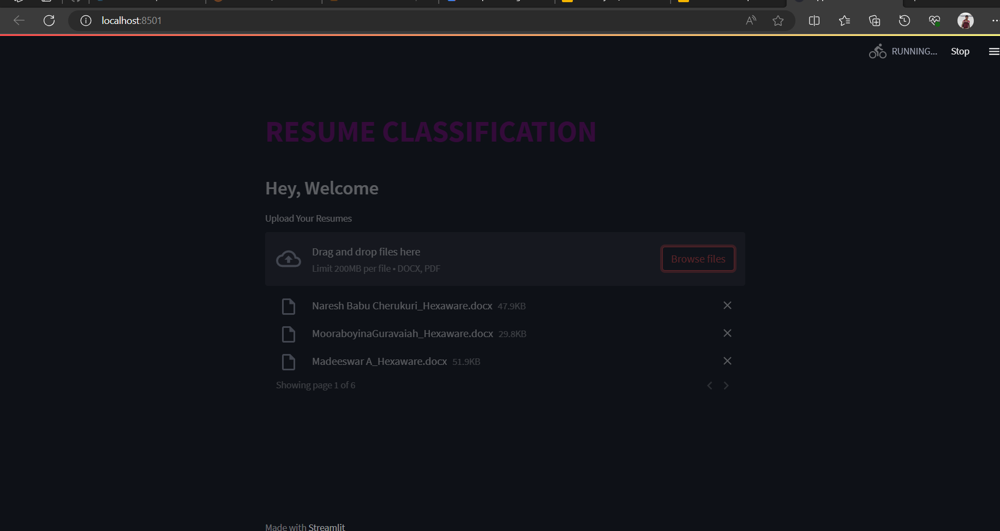 localhost:8501
RUNNING... Stop
RESUME CLASSIFICATION
Hey, Welcome
Upload Your Resumes
Drag and drop files here
Limit 200MB per file • DOCX, PDF
Browse files
Naresh Babu Cherukuri_Hexaware.docx 47.9KB
MooraboyinaGuravaiah_Hexaware.docx 29.8KB
Madeeswar A_Hexaware.docx 51.9KB
Showing page 1 of 6
Made with Streamlit